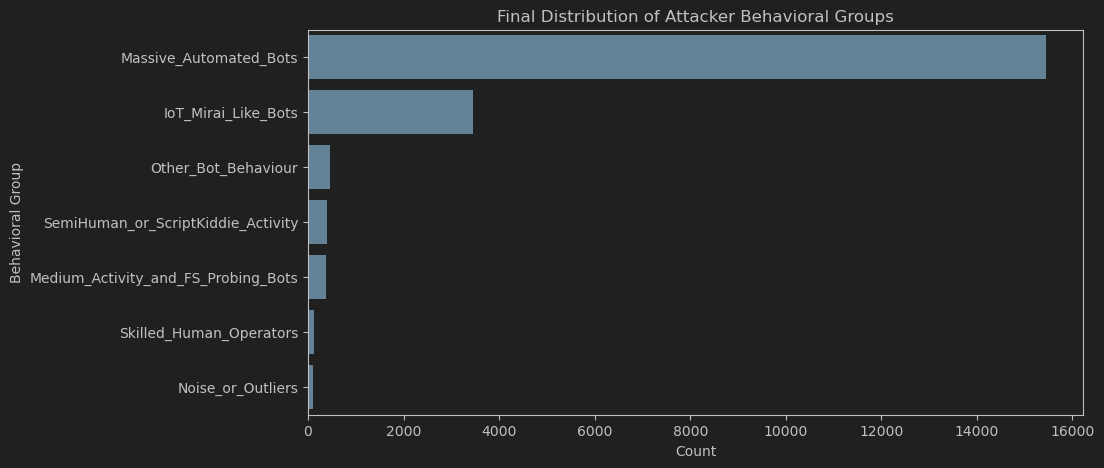 Final Distribution of Attacker Behavioral Groups
Behavioral Group
Massive_Automated_Bots
IoT_Mirai_Like_Bots
Other_Bot_Behaviour
SemiHuman_or_ScriptKiddie_Activity
Medium_Activity_and_FS_Probing_Bots
Skilled_Human_Operators
Noise_or_Outliers
0 2000 4000 6000 8000 10000 12000 14000 16000
Count